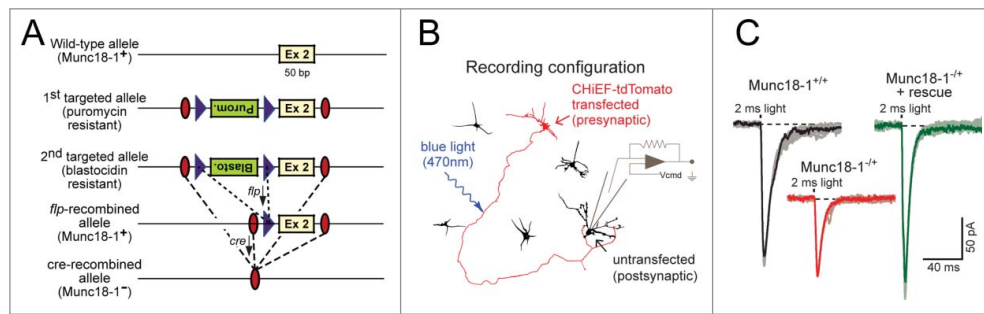 A
Wild-type allele
(Munc18-1+)
Ex 2
50 bp
1st targeted allele
(puromycin
resistant)
Purom.
Ex 2
2nd targeted allele
(blastocidin
resistant)
Blasto.
Ex 2
flp
flp-recombined
allele
(Munc18-1+)
Ex 2
cre
cre-recombined
allele
(Munc18-1-)
B
Recording configuration
CHiEF-tdTomato
transfected
(presynaptic)
blue light
(470nm)
Vcmd
untransfected
(postsynaptic)
C
Munc18-1+/+
2 ms light
Munc18-1-/+
+ rescue
2 ms light
Munc18-1-/+
2 ms light
50 pA
40 ms